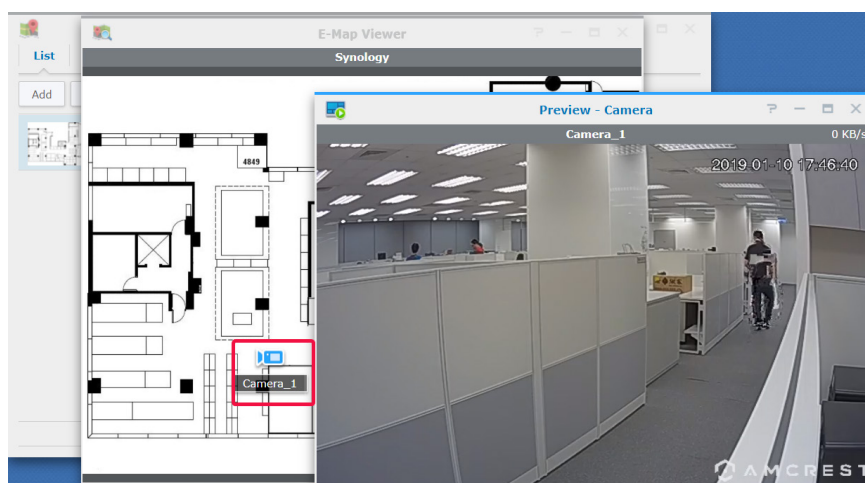 E-Map Viewer
List
Synology
Add
Preview - Camera
Camera_1
0 KB/s
4849
2019-01-10 17:46:40
Camera_1
AMCREST